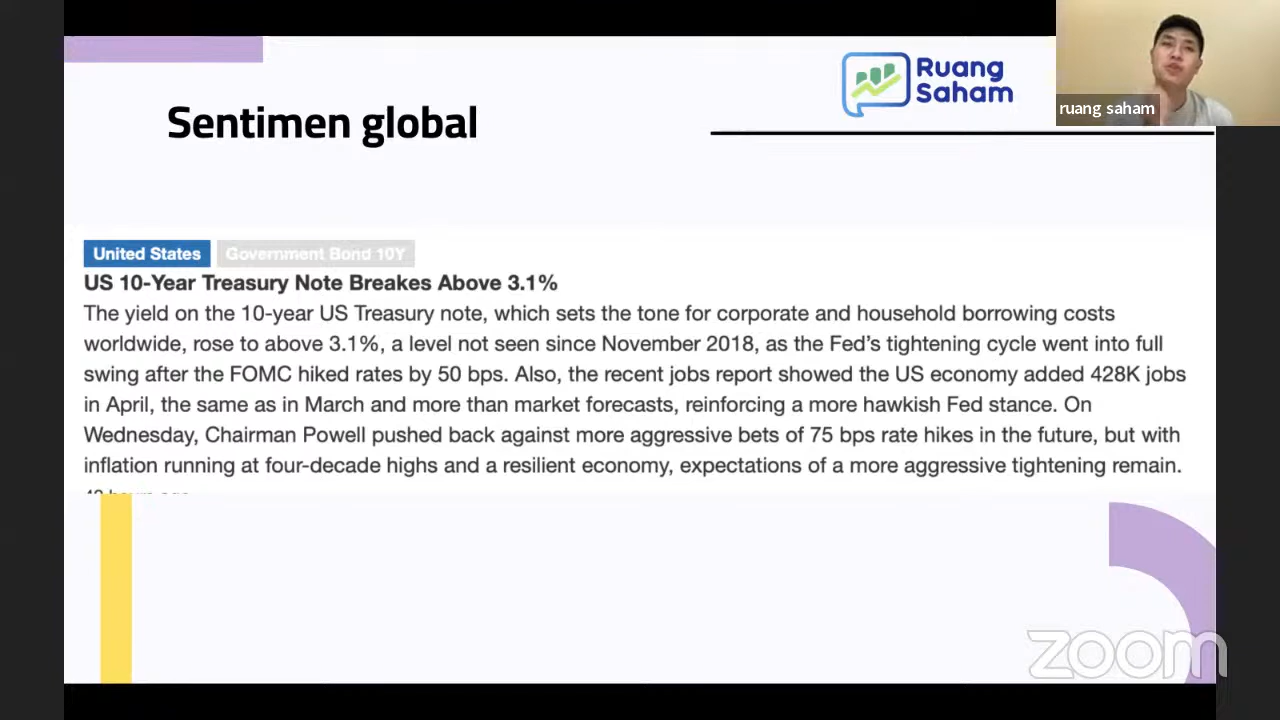 Sentimen global
Ruang
Saham
ruang saham
United States
Government Bond 10Y
US 10-Year Treasury Note Breakes Above 3.1%
The yield on the 10-year US Treasury note, which sets the tone for corporate and household borrowing costs
worldwide, rose to above 3.1%, a level not seen since November 2018, as the Fed's tightening cycle went into full
swing after the FOMC hiked rates by 50 bps. Also, the recent jobs report showed the US economy added 428K jobs
in April, the same as in March and more than market forecasts, reinforcing a more hawkish Fed stance. On
Wednesday, Chairman Powell pushed back against more aggressive bets of 75 bps rate hikes in the future, but with
inflation running at four-decade highs and a resilient economy, expectations of a more aggressive tightening remain.
zoom